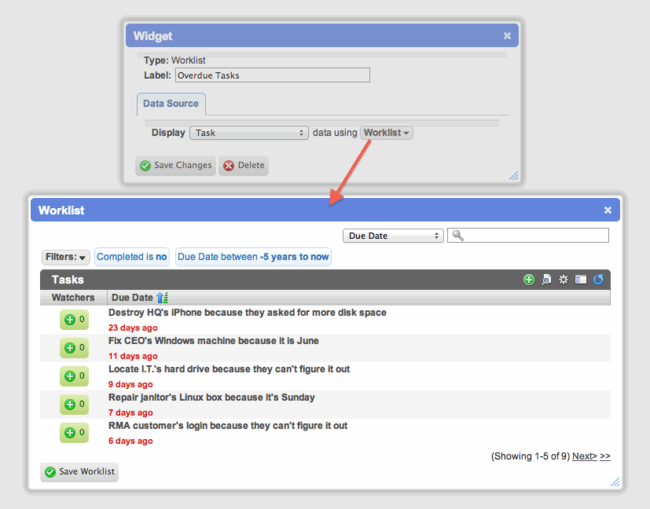 Widget
Type: Worklist
Label: Overdue Tasks
Data Source
Display Task data using Worklist
Save Changes Delete
Worklist
Due Date
Filters: Completed is no Due Date between -5 years to now
Tasks
Watchers Due Date
Destroy HQ's iPhone because they asked for more disk space
0
23 days ago
Fix CEO's Windows machine because it is June
0
11 days ago
Locate I.T.'s hard drive because they can't figure it out
0
9 days ago
Repair janitor's Linux box because it's Sunday
0
7 days ago
RMA customer's login because they can't figure it out
0
6 days ago
(Showing 1-5 of 9) Next> >>
Save Worklist